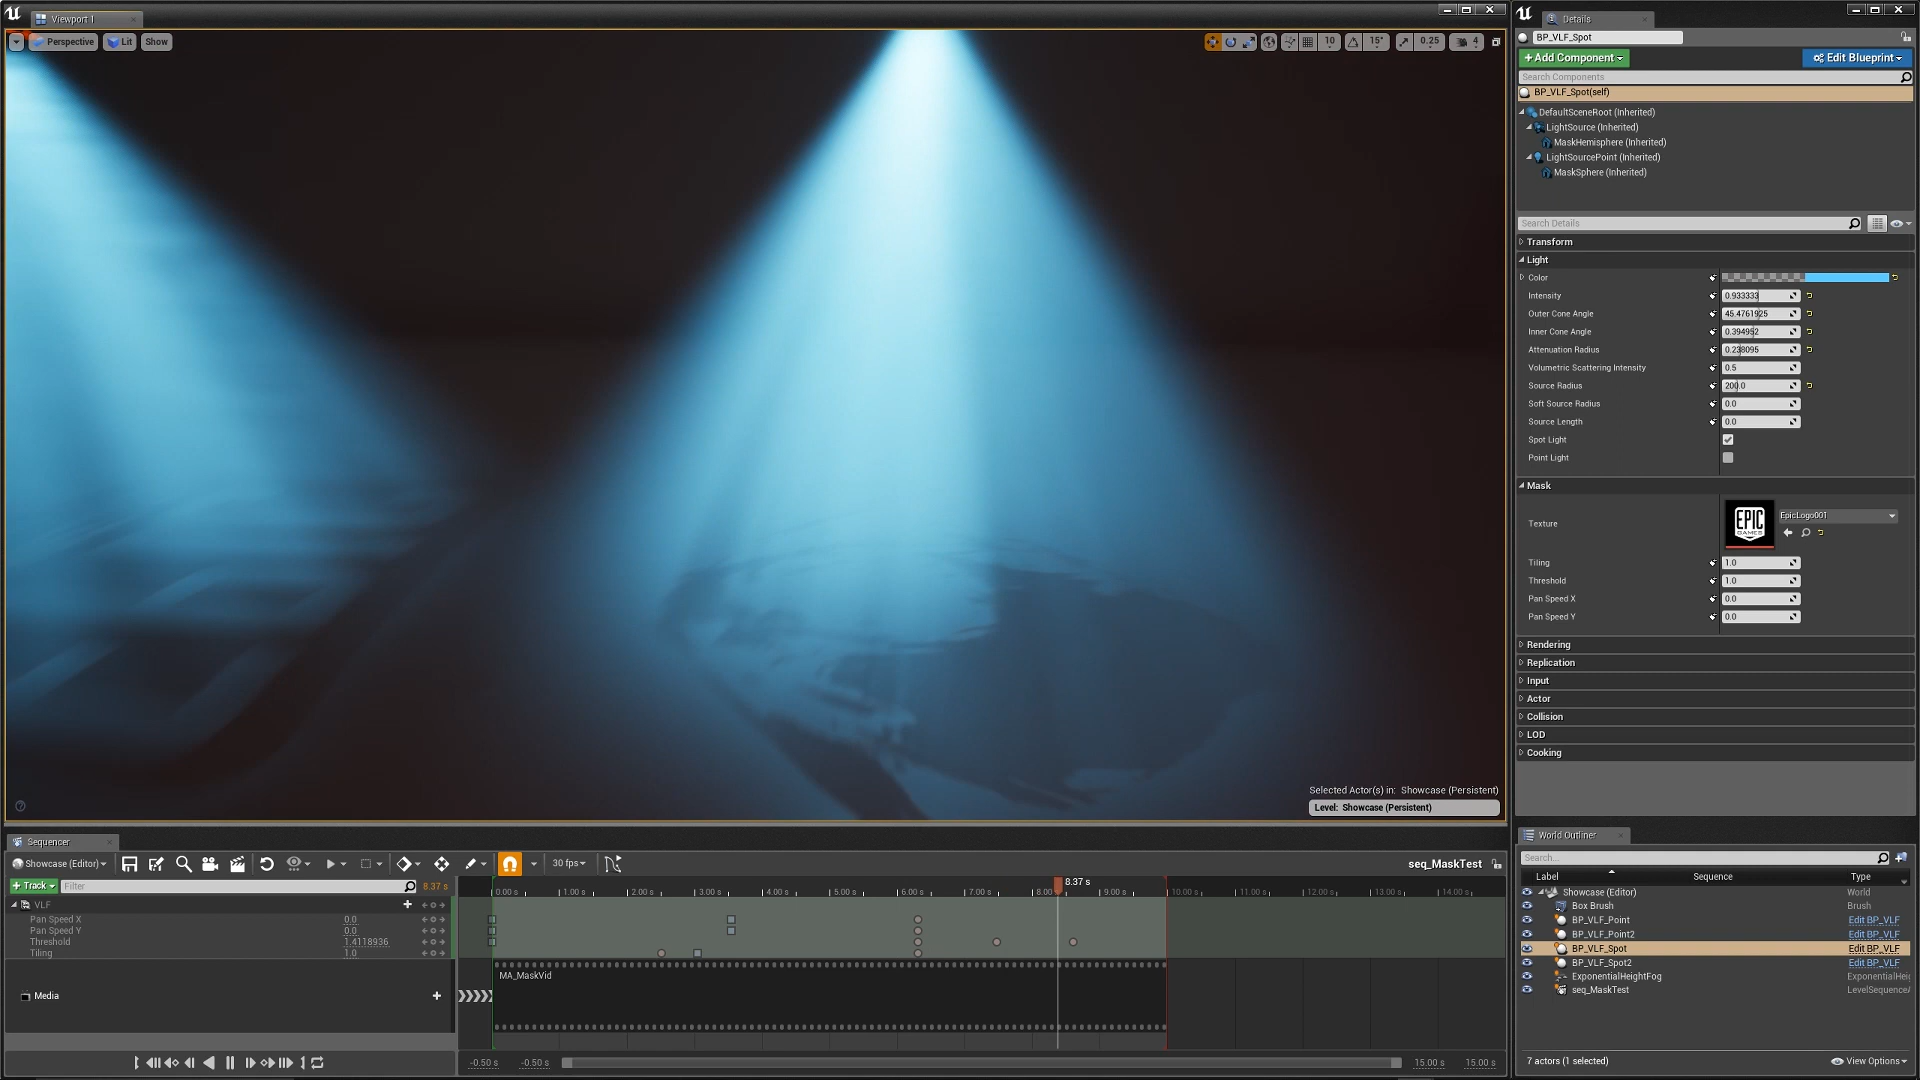 Viewport 1
Perspective
Lit
Show
10
15°
0.25
4
Selected Actor(s) in: Showcase (Persistent)
Level: Showcase (Persistent)
Details
BP_VLF_Spot
+ Add Component
Edit Blueprint
Search Components
BP_VLF_Spot(self)
DefaultSceneRoot (Inherited)
LightSource (Inherited)
MaskHemisphere (Inherited)
LightSourcePoint (Inherited)
MaskSphere (Inherited)
Search Details
Transform
Light
Color
Intensity 0.933333
Outer Cone Angle 45.4761925
Inner Cone Angle 0.394952
Attenuation Radius 0.238095
Volumetric Scattering Intensity 0.5
Source Radius 200.0
Soft Source Radius 0.0
Source Length 0.0
Spot Light
Point Light
Mask
Texture
EPIC
GAMES
EpicLogo001
Tiling 1.0
Threshold 1.0
Pan Speed X 0.0
Pan Speed Y 0.0
Rendering
Replication
Input
Actor
Collision
LOD
Cooking
Sequencer
Showcase (Editor)
30 fps
seq_MaskTest
+ Track
Filter
8.37 s
8.37 s
0.00 s 1.00 s 2.00 s 3.00 s 4.00 s 5.00 s 6.00 s 7.00 s 8.00 9.00 s 10.00 s 11.00 s 12.00 s 13.00 s 14.00 s
VLF
Pan Speed X 0.0
Pan Speed Y 0.0
Threshold 1.4118936
Tiling 1.0
MA_MaskVid
Media
-0.50 s -0.50 s 15.00 s 15.00 s
World Outliner
Search...
Label Sequence Type
Showcase (Editor) World
Box Brush Brush
BP_VLF_Point Edit BP_VLF
BP_VLF_Point2 Edit BP_VLF
BP_VLF_Spot Edit BP_VLF
BP_VLF_Spot2 Edit BP_VLF
ExponentialHeightFog ExponentialHei
seq_MaskTest LevelSequenceA
7 actors (1 selected)
View Options